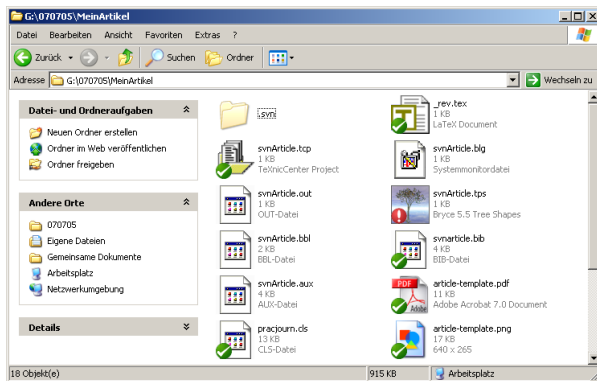 G:\070705\MeinArtikel
Datei Bearbeiten Ansicht Favoriten Extras ?
Zurück Suchen Ordner
Adresse G:\070705\MeinArtikel Wechseln zu
Datei- und Ordneraufgaben
Neuen Ordner erstellen
Ordner im Web veröffentlichen
Ordner freigeben
Andere Orte
070705
Eigene Dateien
Gemeinsame Dokumente
Arbeitsplatz
Netzwerkumgebung
Details
.svn
_rev.tex
1 KB
LaTeX Document
svnArticle.tcp
1 KB
TeXnicCenter Project
svnArticle.blg
1 KB
Systemmonitordatei
svnArticle.out
1 KB
OUT-Datei
svnArticle.tps
1 KB
Bryce 5.5 Tree Shapes
svnArticle.bbl
2 KB
BBL-Datei
svnarticle.bib
4 KB
BIB-Datei
svnArticle.aux
4 KB
AUX-Datei
PDF
Adobe
article-template.pdf
11 KB
Adobe Acrobat 7.0 Document
pracjourn.cls
13 KB
CLS-Datei
article-template.png
17 KB
640 x 265
18 Objekt(e) 915 KB Arbeitsplatz